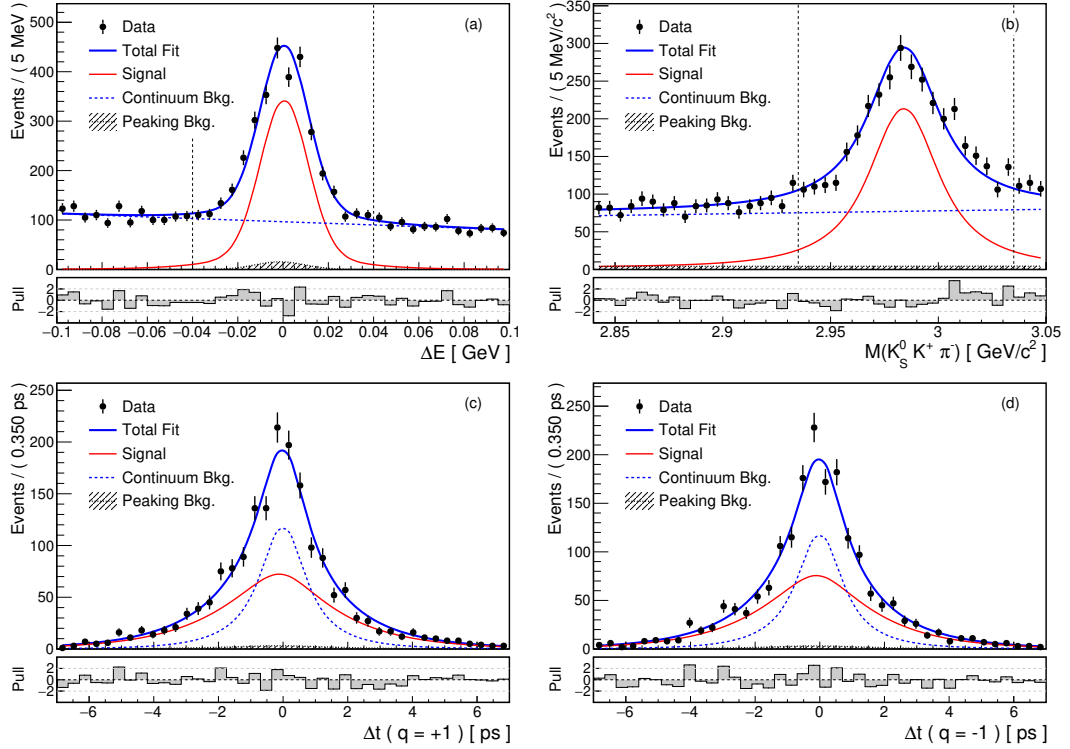 Events / ( 5 MeV )
500
400
300
200
100
0
Data
Total Fit
Signal
Continuum Bkg.
Peaking Bkg.
(a)
Pull
2
0
−2
−0.1 −0.08 −0.06 −0.04 −0.02 0 0.02 0.04 0.06 0.08 0.1
ΔE [ GeV ]
Events / ( 5 MeV/c² )
350
300
250
200
150
100
50
0
Data
Total Fit
Signal
Continuum Bkg.
Peaking Bkg.
(b)
Pull
2
0
−2
2.85 2.9 2.95 3 3.05
M(K⁰S K⁺ π⁻) [ GeV/c² ]
Events / ( 0.350 ps )
200
150
100
50
0
Data
Total Fit
Signal
Continuum Bkg.
Peaking Bkg.
(c)
Pull
2
0
−2
−6 −4 −2 0 2 4 6
Δt ( q = +1 ) [ ps ]
Events / ( 0.350 ps )
250
200
150
100
50
0
Data
Total Fit
Signal
Continuum Bkg.
Peaking Bkg.
(d)
Pull
2
0
−2
−6 −4 −2 0 2 4 6
Δt ( q = -1 ) [ ps ]